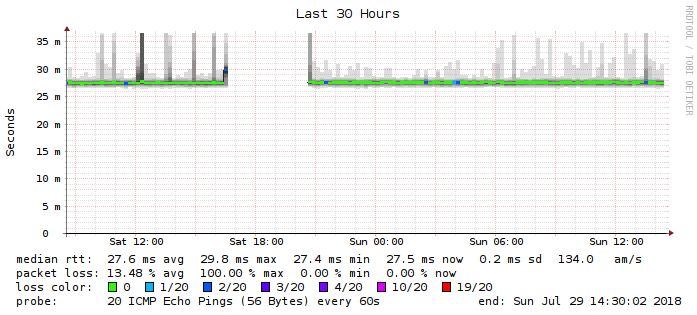 Last 30 Hours
RRDTOOL / TOBI OETIKER
Seconds
35 m
30 m
25 m
20 m
15 m
10 m
5 m
0
Sat 12:00 Sat 18:00 Sun 00:00 Sun 06:00 Sun 12:00
median rtt: 27.6 ms avg 29.8 ms max 27.4 ms min 27.5 ms now 0.2 ms sd 134.0 am/s
packet loss: 13.48 % avg 100.00 % max 0.00 % min 0.00 % now
loss color: 0 1/20 2/20 3/20 4/20 10/20 19/20
probe: 20 ICMP Echo Pings (56 Bytes) every 60s end: Sun Jul 29 14:30:02 2018